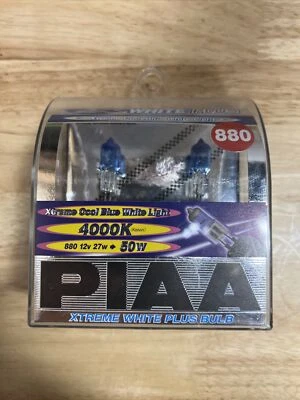 880
Xtreme Cool Blue White Light
4000K
880 12v 27w → 50W
PIAA
XTREME WHITE PLUS BULB